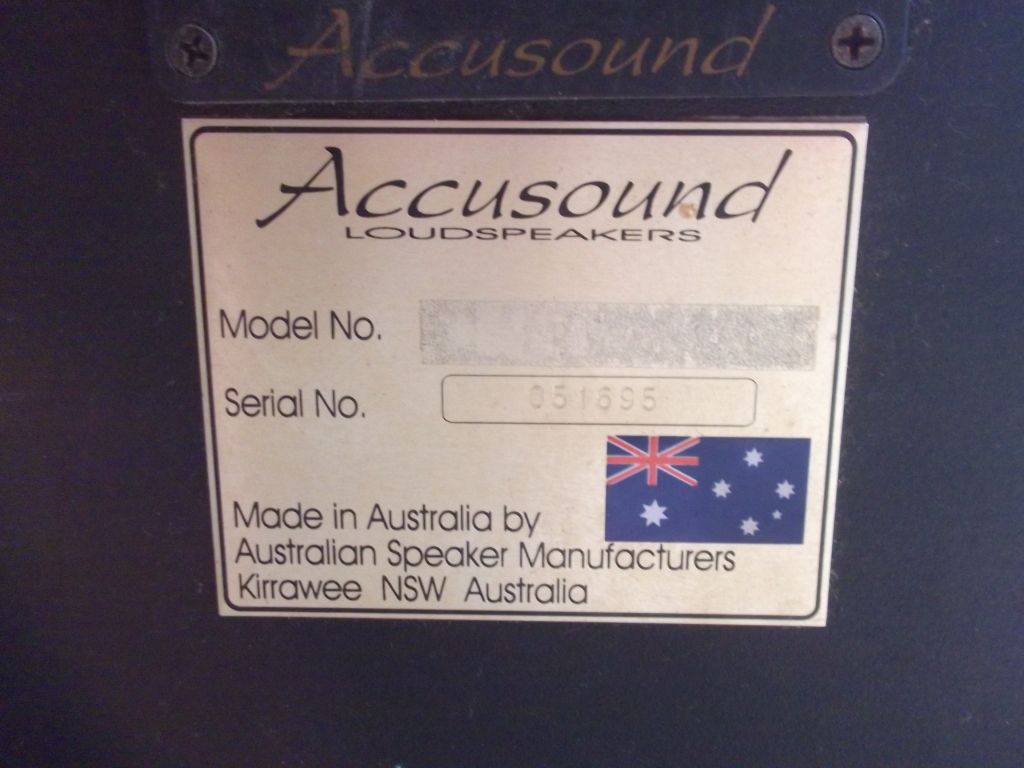 Accusound
Accusound
LOUDSPEAKERS
Model No.
Serial No. 051695
Made in Australia by
Australian Speaker Manufacturers
Kirrawee NSW Australia